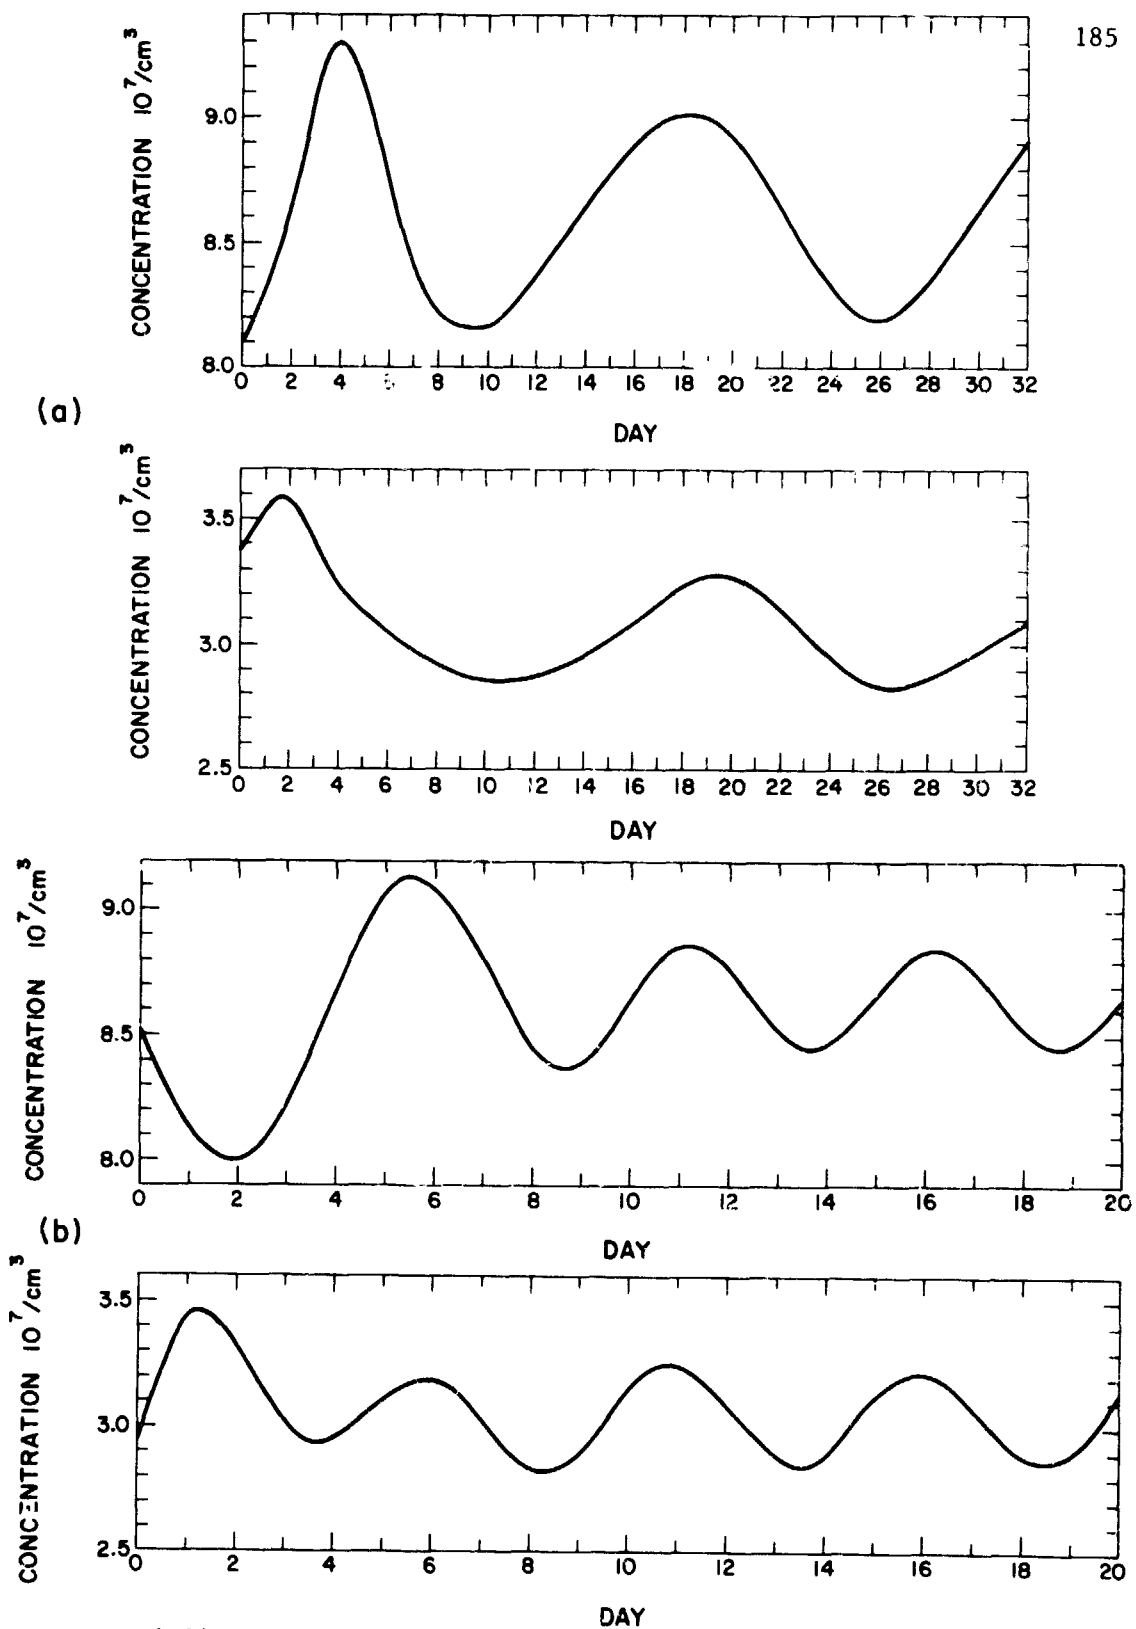 185
CONCENTRATION 10⁷/cm³
9.0
8.5
8.0
0 2 4 8 10 12 14 16 18 20 22 24 26 28 30 32
DAY
(a)
CONCENTRATION 10⁷/cm³
3.5
3.0
2.5
0 2 4 6 8 10 12 14 16 18 20 22 24 26 28 30 32
DAY
CONCENTRATION 10⁷/cm³
9.0
8.5
8.0
0 2 4 6 8 10 12 14 16 18 20
DAY
(b)
CONCENTRATION 10⁷/cm³
3.5
3.0
2.5
0 2 4 6 8 10 12 14 16 18 20
DAY